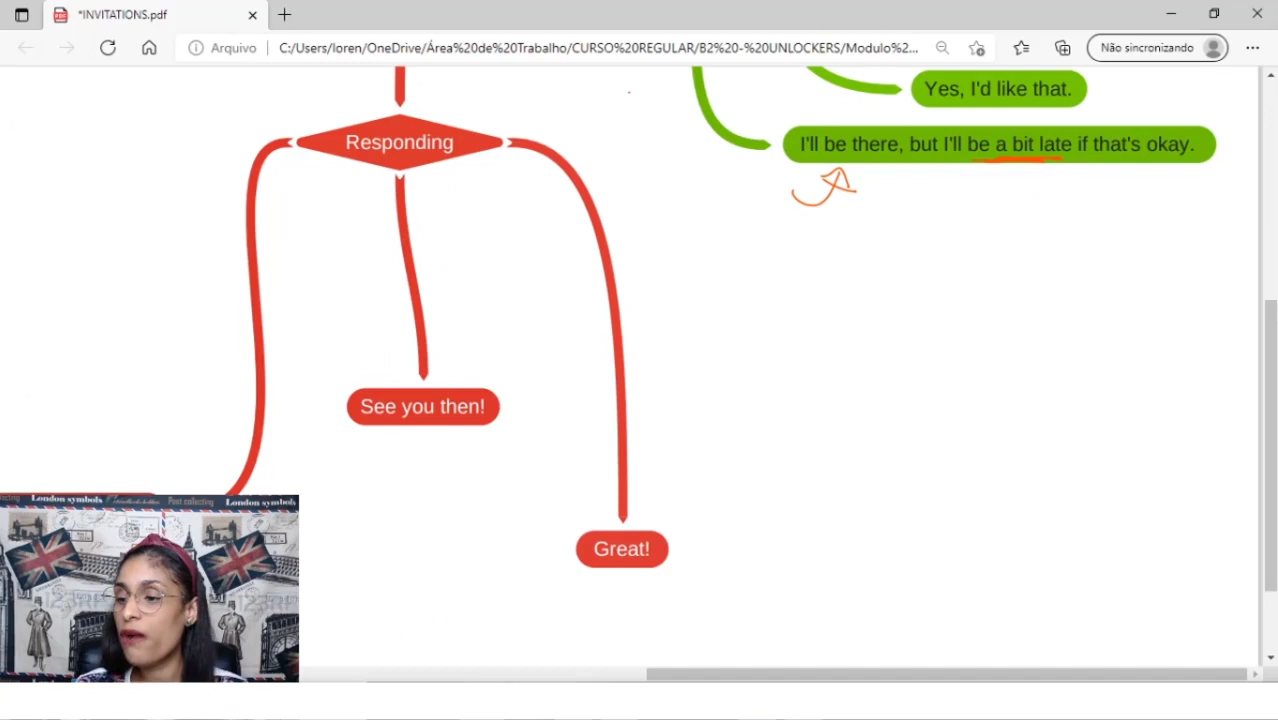 *INVITATIONS.pdf
Arquivo
C:/Users/loren/OneDrive/Área%20de%20Trabalho/CURSO%20REGULAR/B2%20-%20UNLOCKERS/Modulo%2...
Não sincronizando
Yes, I'd like that.
Responding
I'll be there, but I'll be a bit late if that's okay.
See you then!
Great!
London symbols
Post collecting
London symbols